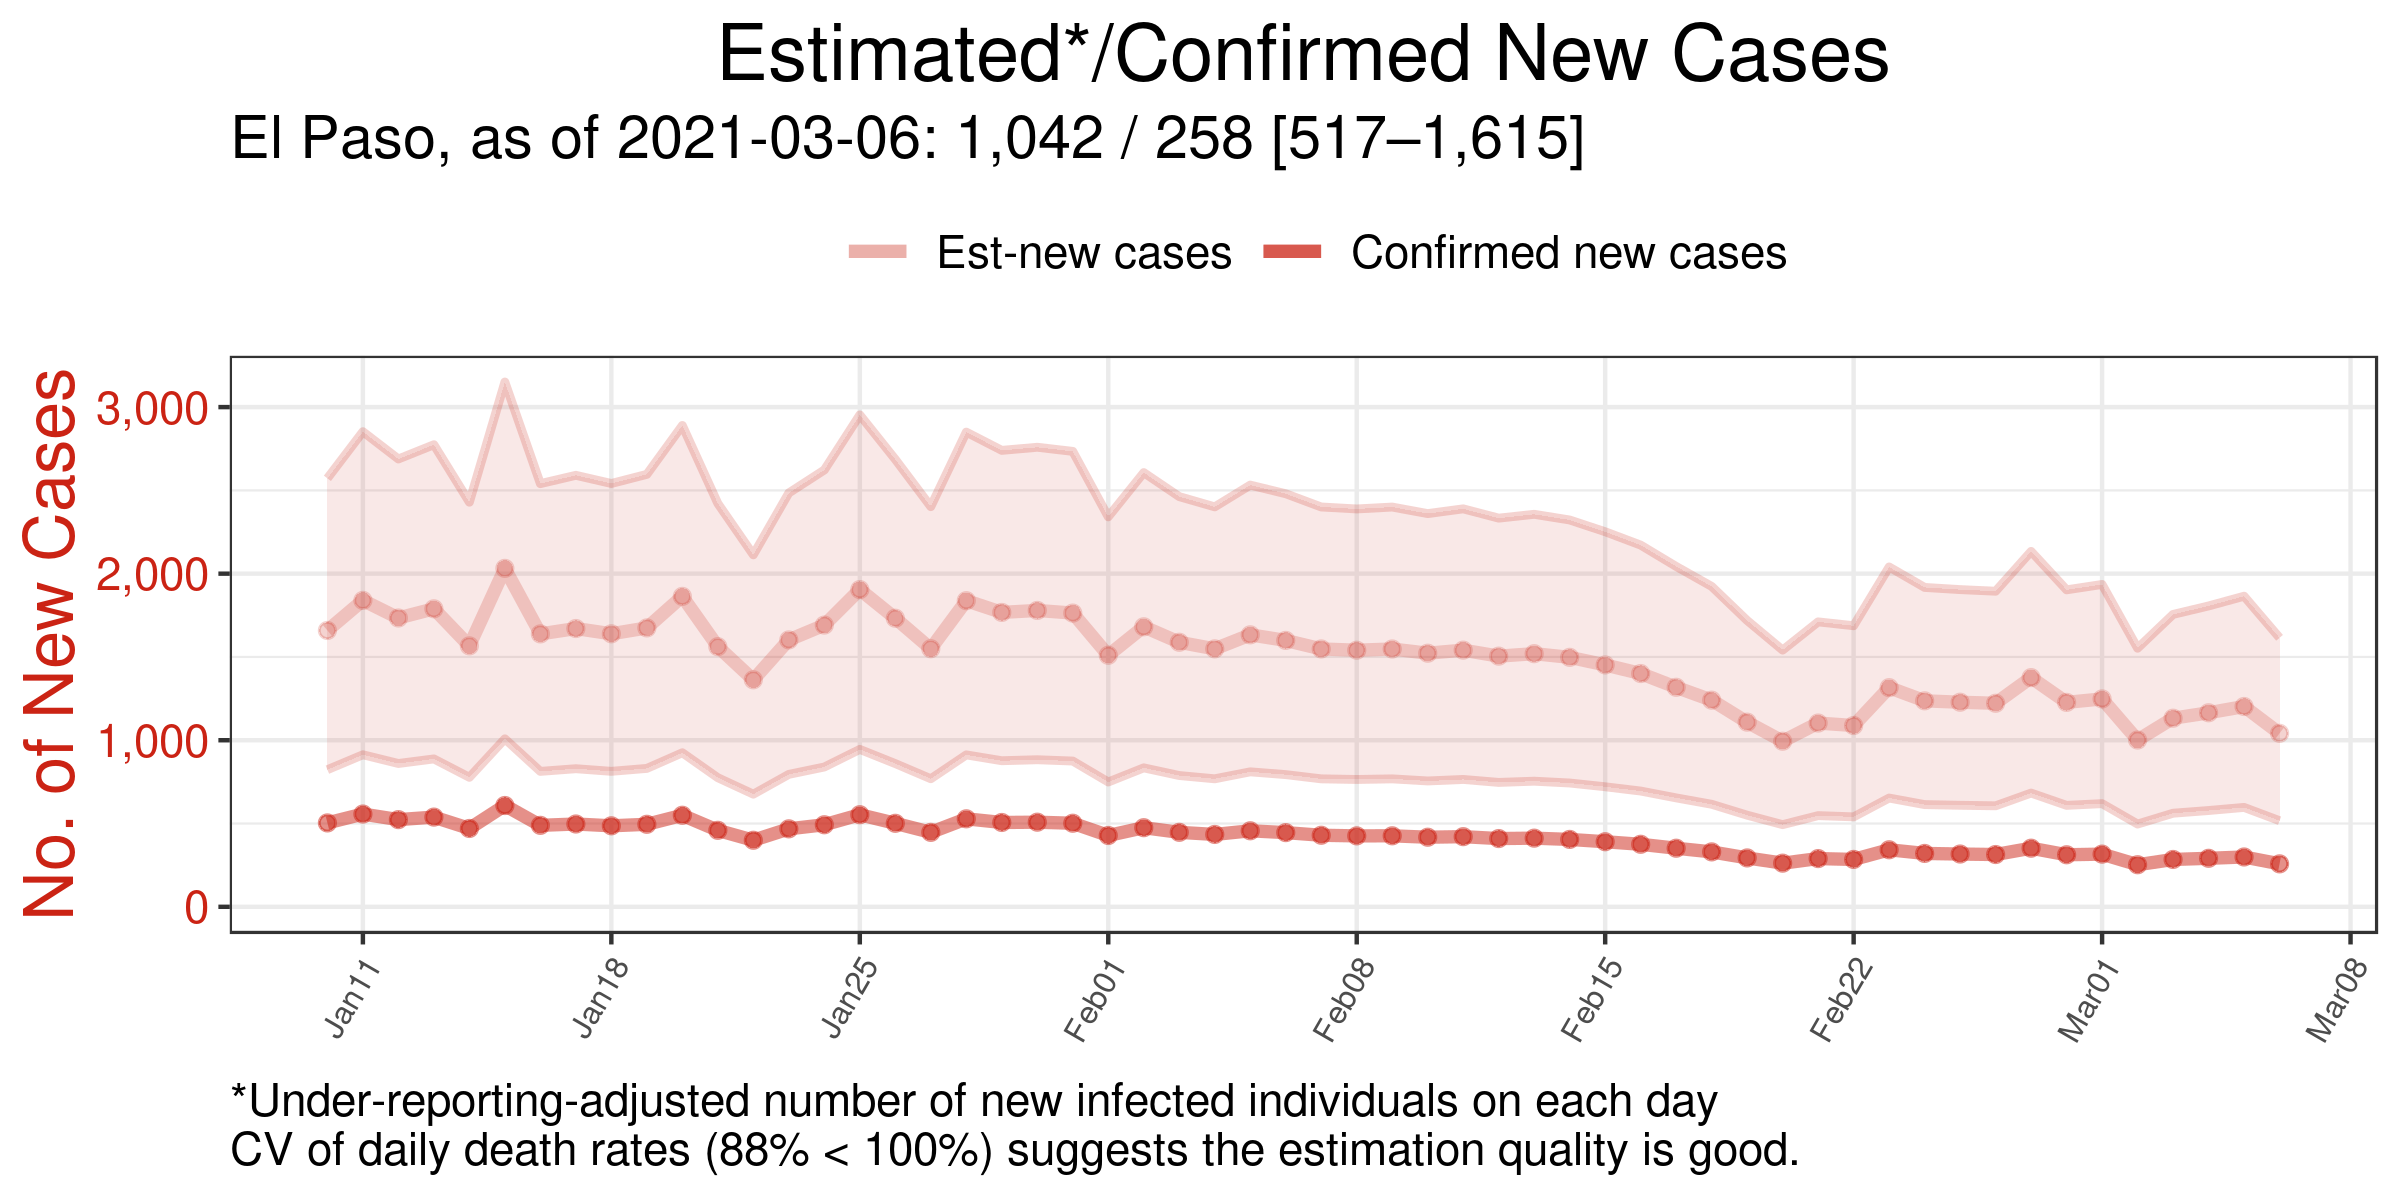 Estimated*/Confirmed New Cases
El Paso, as of 2021-03-06: 1,042 / 258 [517–1,615]
Est-new cases
Confirmed new cases
No. of New Cases
3,000
2,000
1,000
0
Jan11
Jan18
Jan25
Feb01
Feb08
Feb15
Feb22
Mar01
Mar08
*Under-reporting-adjusted number of new infected individuals on each day
CV of daily death rates (88% < 100%) suggests the estimation quality is good.